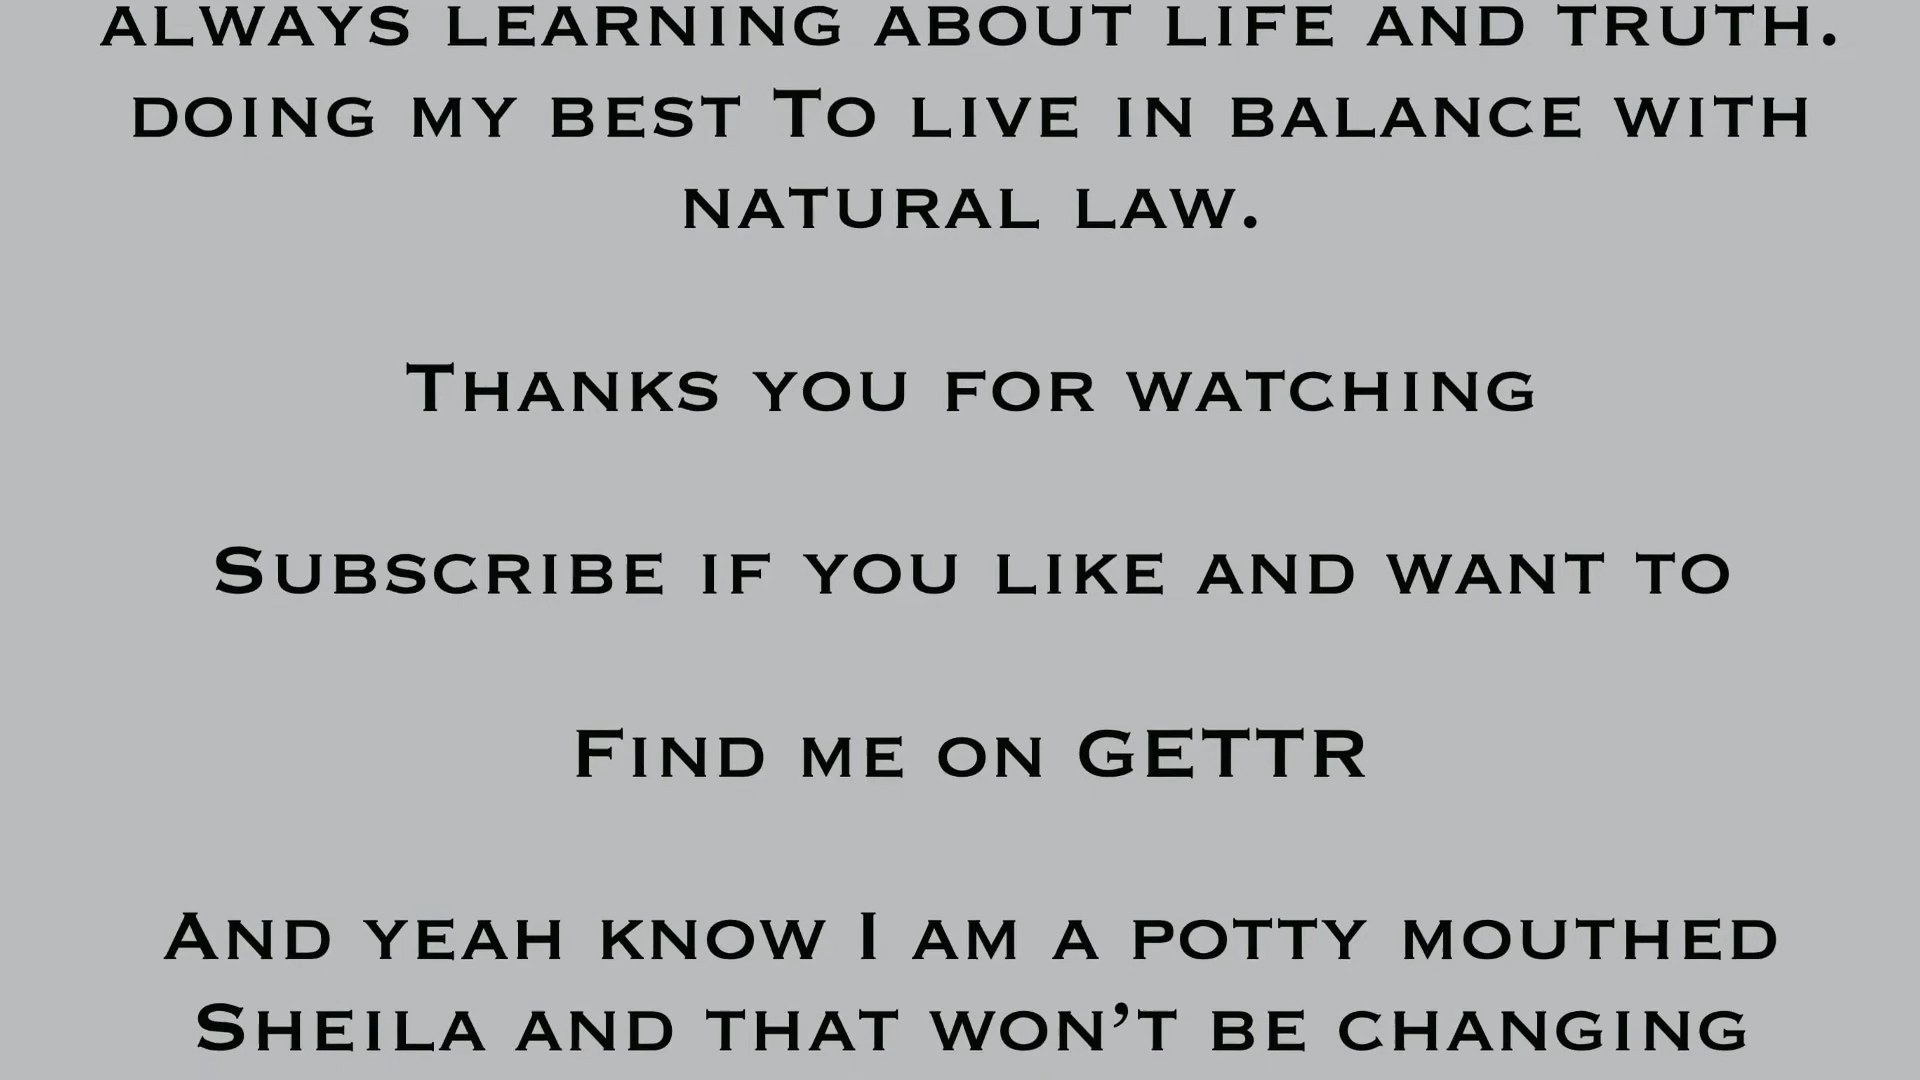 ALWAYS LEARNING ABOUT LIFE AND TRUTH.
DOING MY BEST TO LIVE IN BALANCE WITH
NATURAL LAW.
THANKS YOU FOR WATCHING
SUBSCRIBE IF YOU LIKE AND WANT TO
FIND ME ON GETTR
AND YEAH KNOW I AM A POTTY MOUTHED
SHEILA AND THAT WON’T BE CHANGING